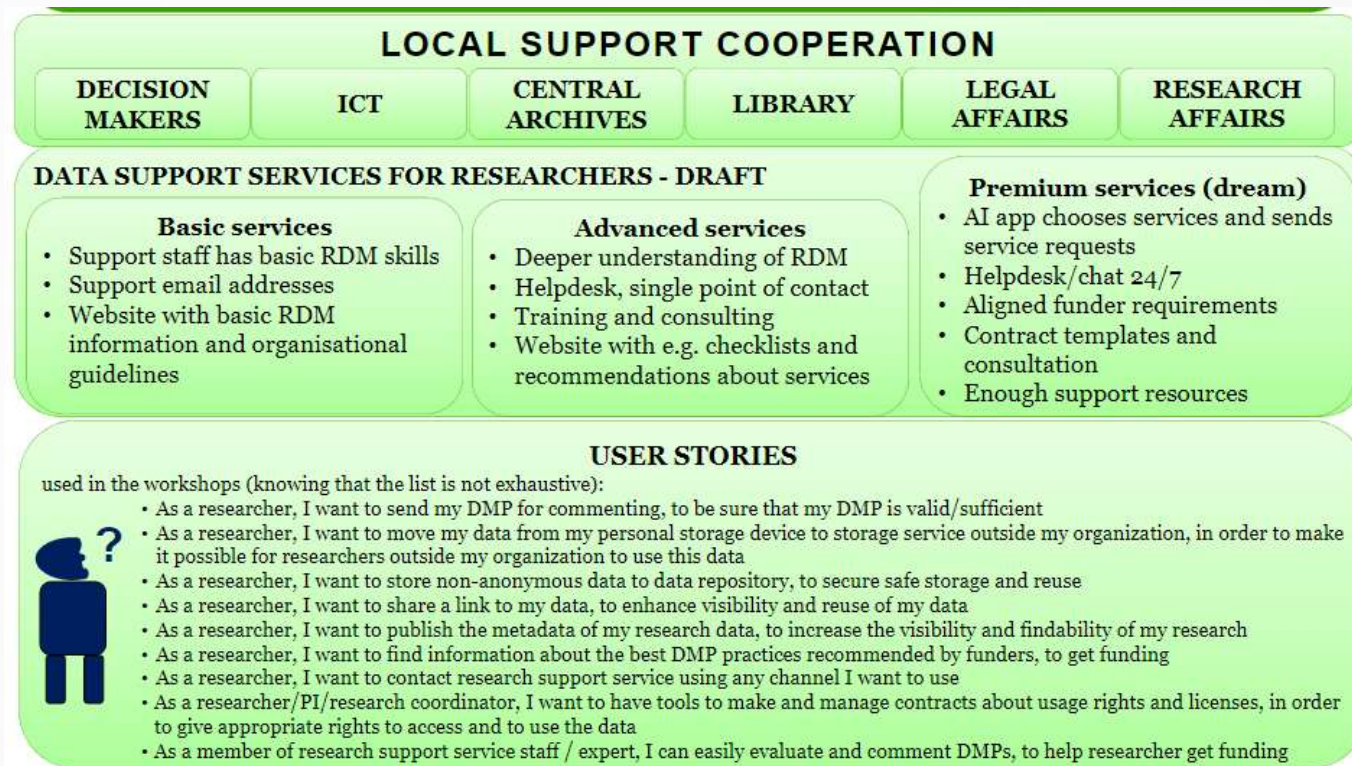 LOCAL SUPPORT COOPERATION
DECISION
MAKERS
ICT
CENTRAL
ARCHIVES
LIBRARY
LEGAL
AFFAIRS
RESEARCH
AFFAIRS
DATA SUPPORT SERVICES FOR RESEARCHERS - DRAFT
Basic services
• Support staff has basic RDM skills
• Support email addresses
• Website with basic RDM
information and organisational
guidelines
Advanced services
• Deeper understanding of RDM
• Helpdesk, single point of contact
• Training and consulting
• Website with e.g. checklists and
recommendations about services
Premium services (dream)
• AI app chooses services and sends
service requests
• Helpdesk/chat 24/7
• Aligned funder requirements
• Contract templates and
consultation
• Enough support resources
USER STORIES
used in the workshops (knowing that the list is not exhaustive):
• As a researcher, I want to send my DMP for commenting, to be sure that my DMP is valid/sufficient
• As a researcher, I want to move my data from my personal storage device to storage service outside my organization, in order to make
it possible for researchers outside my organization to use this data
• As a researcher, I want to store non-anonymous data to data repository, to secure safe storage and reuse
• As a researcher, I want to share a link to my data, to enhance visibility and reuse of my data
• As a researcher, I want to publish the metadata of my research data, to increase the visibility and findability of my research
• As a researcher, I want to find information about the best DMP practices recommended by funders, to get funding
• As a researcher, I want to contact research support service using any channel I want to use
• As a researcher/PI/research coordinator, I want to have tools to make and manage contracts about usage rights and licenses, in order
to give appropriate rights to access and to use the data
• As a member of research support service staff / expert, I can easily evaluate and comment DMPs, to help researcher get funding
?